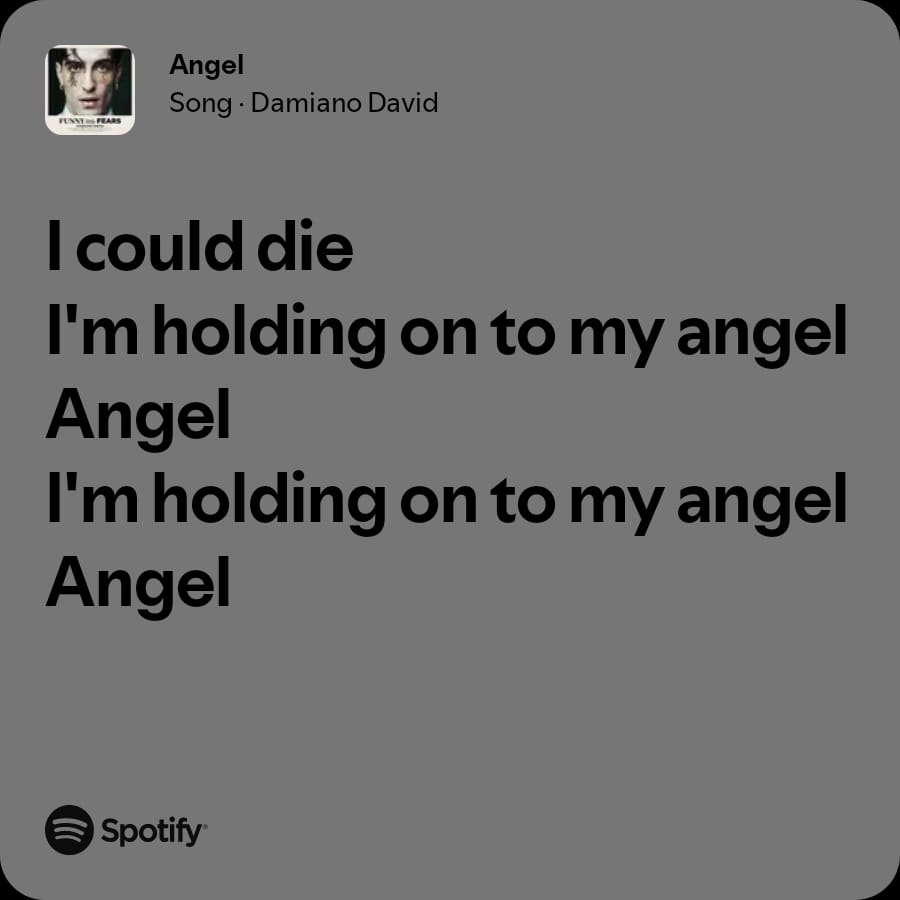 Angel
Song · Damiano David
FUNNY little FEARS
I could die
I'm holding on to my angel
Angel
I'm holding on to my angel
Angel
Spotify®